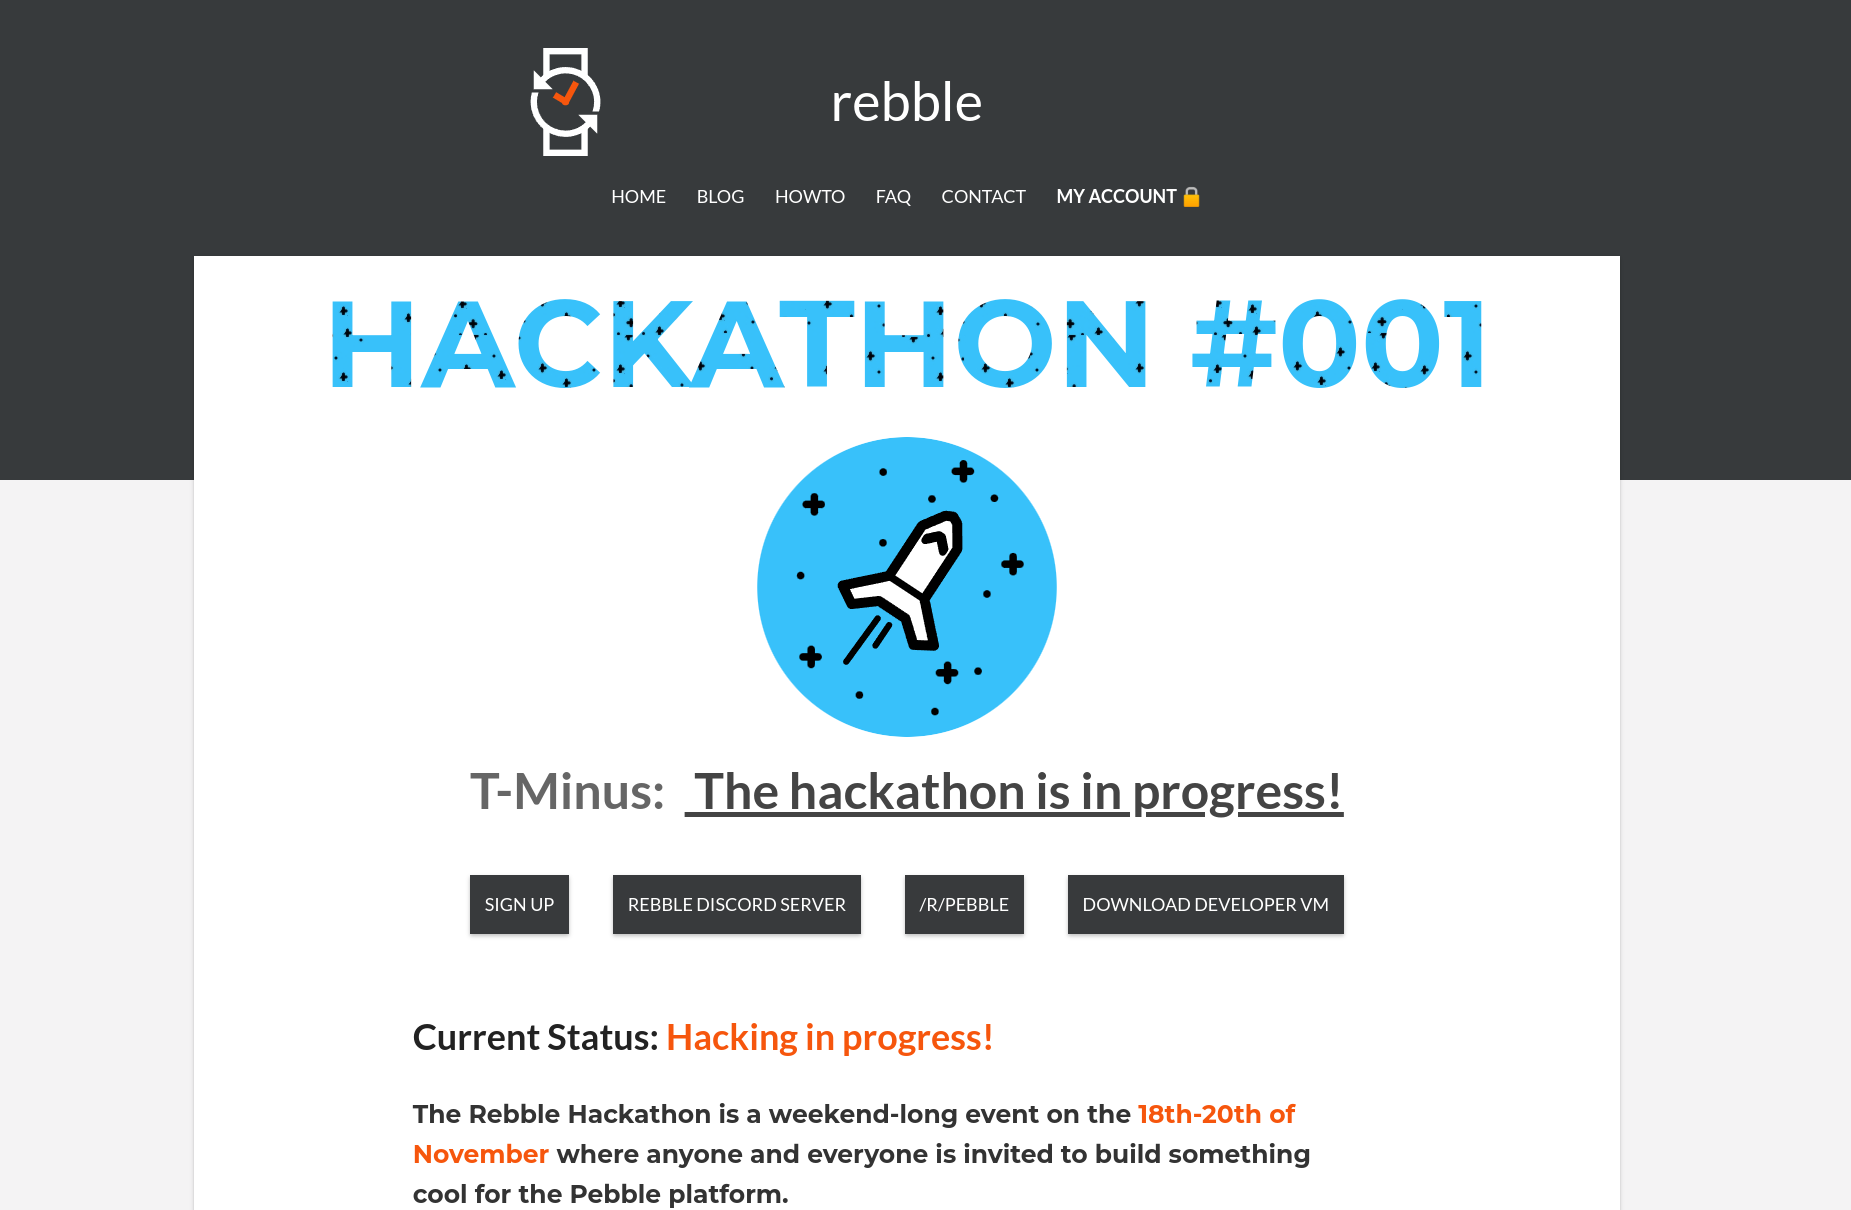 rebble
HOME BLOG HOWTO FAQ CONTACT MY ACCOUNT 🔒
HACKATHON #001
T-Minus: The hackathon is in progress!
SIGN UP REBBLE DISCORD SERVER /R/PEBBLE DOWNLOAD DEVELOPER VM
Current Status: Hacking in progress!
The Rebble Hackathon is a weekend-long event on the 18th-20th of
November where anyone and everyone is invited to build something
cool for the Pebble platform.